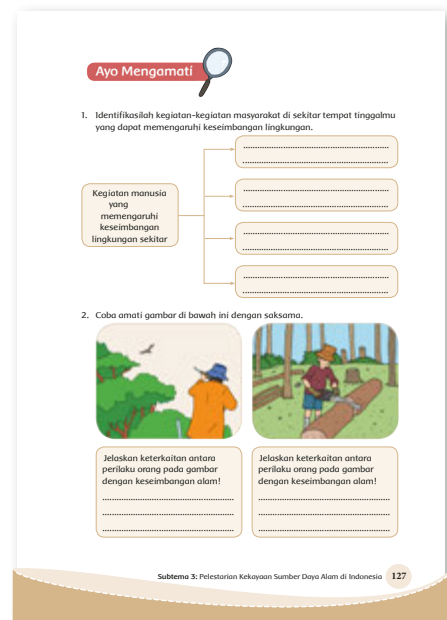 Ayo Mengamati
1. Identifikasilah kegiatan-kegiatan masyarakat di sekitar tempat tinggalmu
yang dapat memengaruhi keseimbangan lingkungan.
Kegiatan manusia
yang
memengaruhi
keseimbangan
lingkungan sekitar
2. Coba amati gambar di bawah ini dengan saksama.
Jelaskan keterkaitan antara
perilaku orang pada gambar
dengan keseimbangan alam!
Jelaskan keterkaitan antara
perilaku orang pada gambar
dengan keseimbangan alam!
Subtema 3: Pelestarian Kekayaan Sumber Daya Alam di Indonesia 127